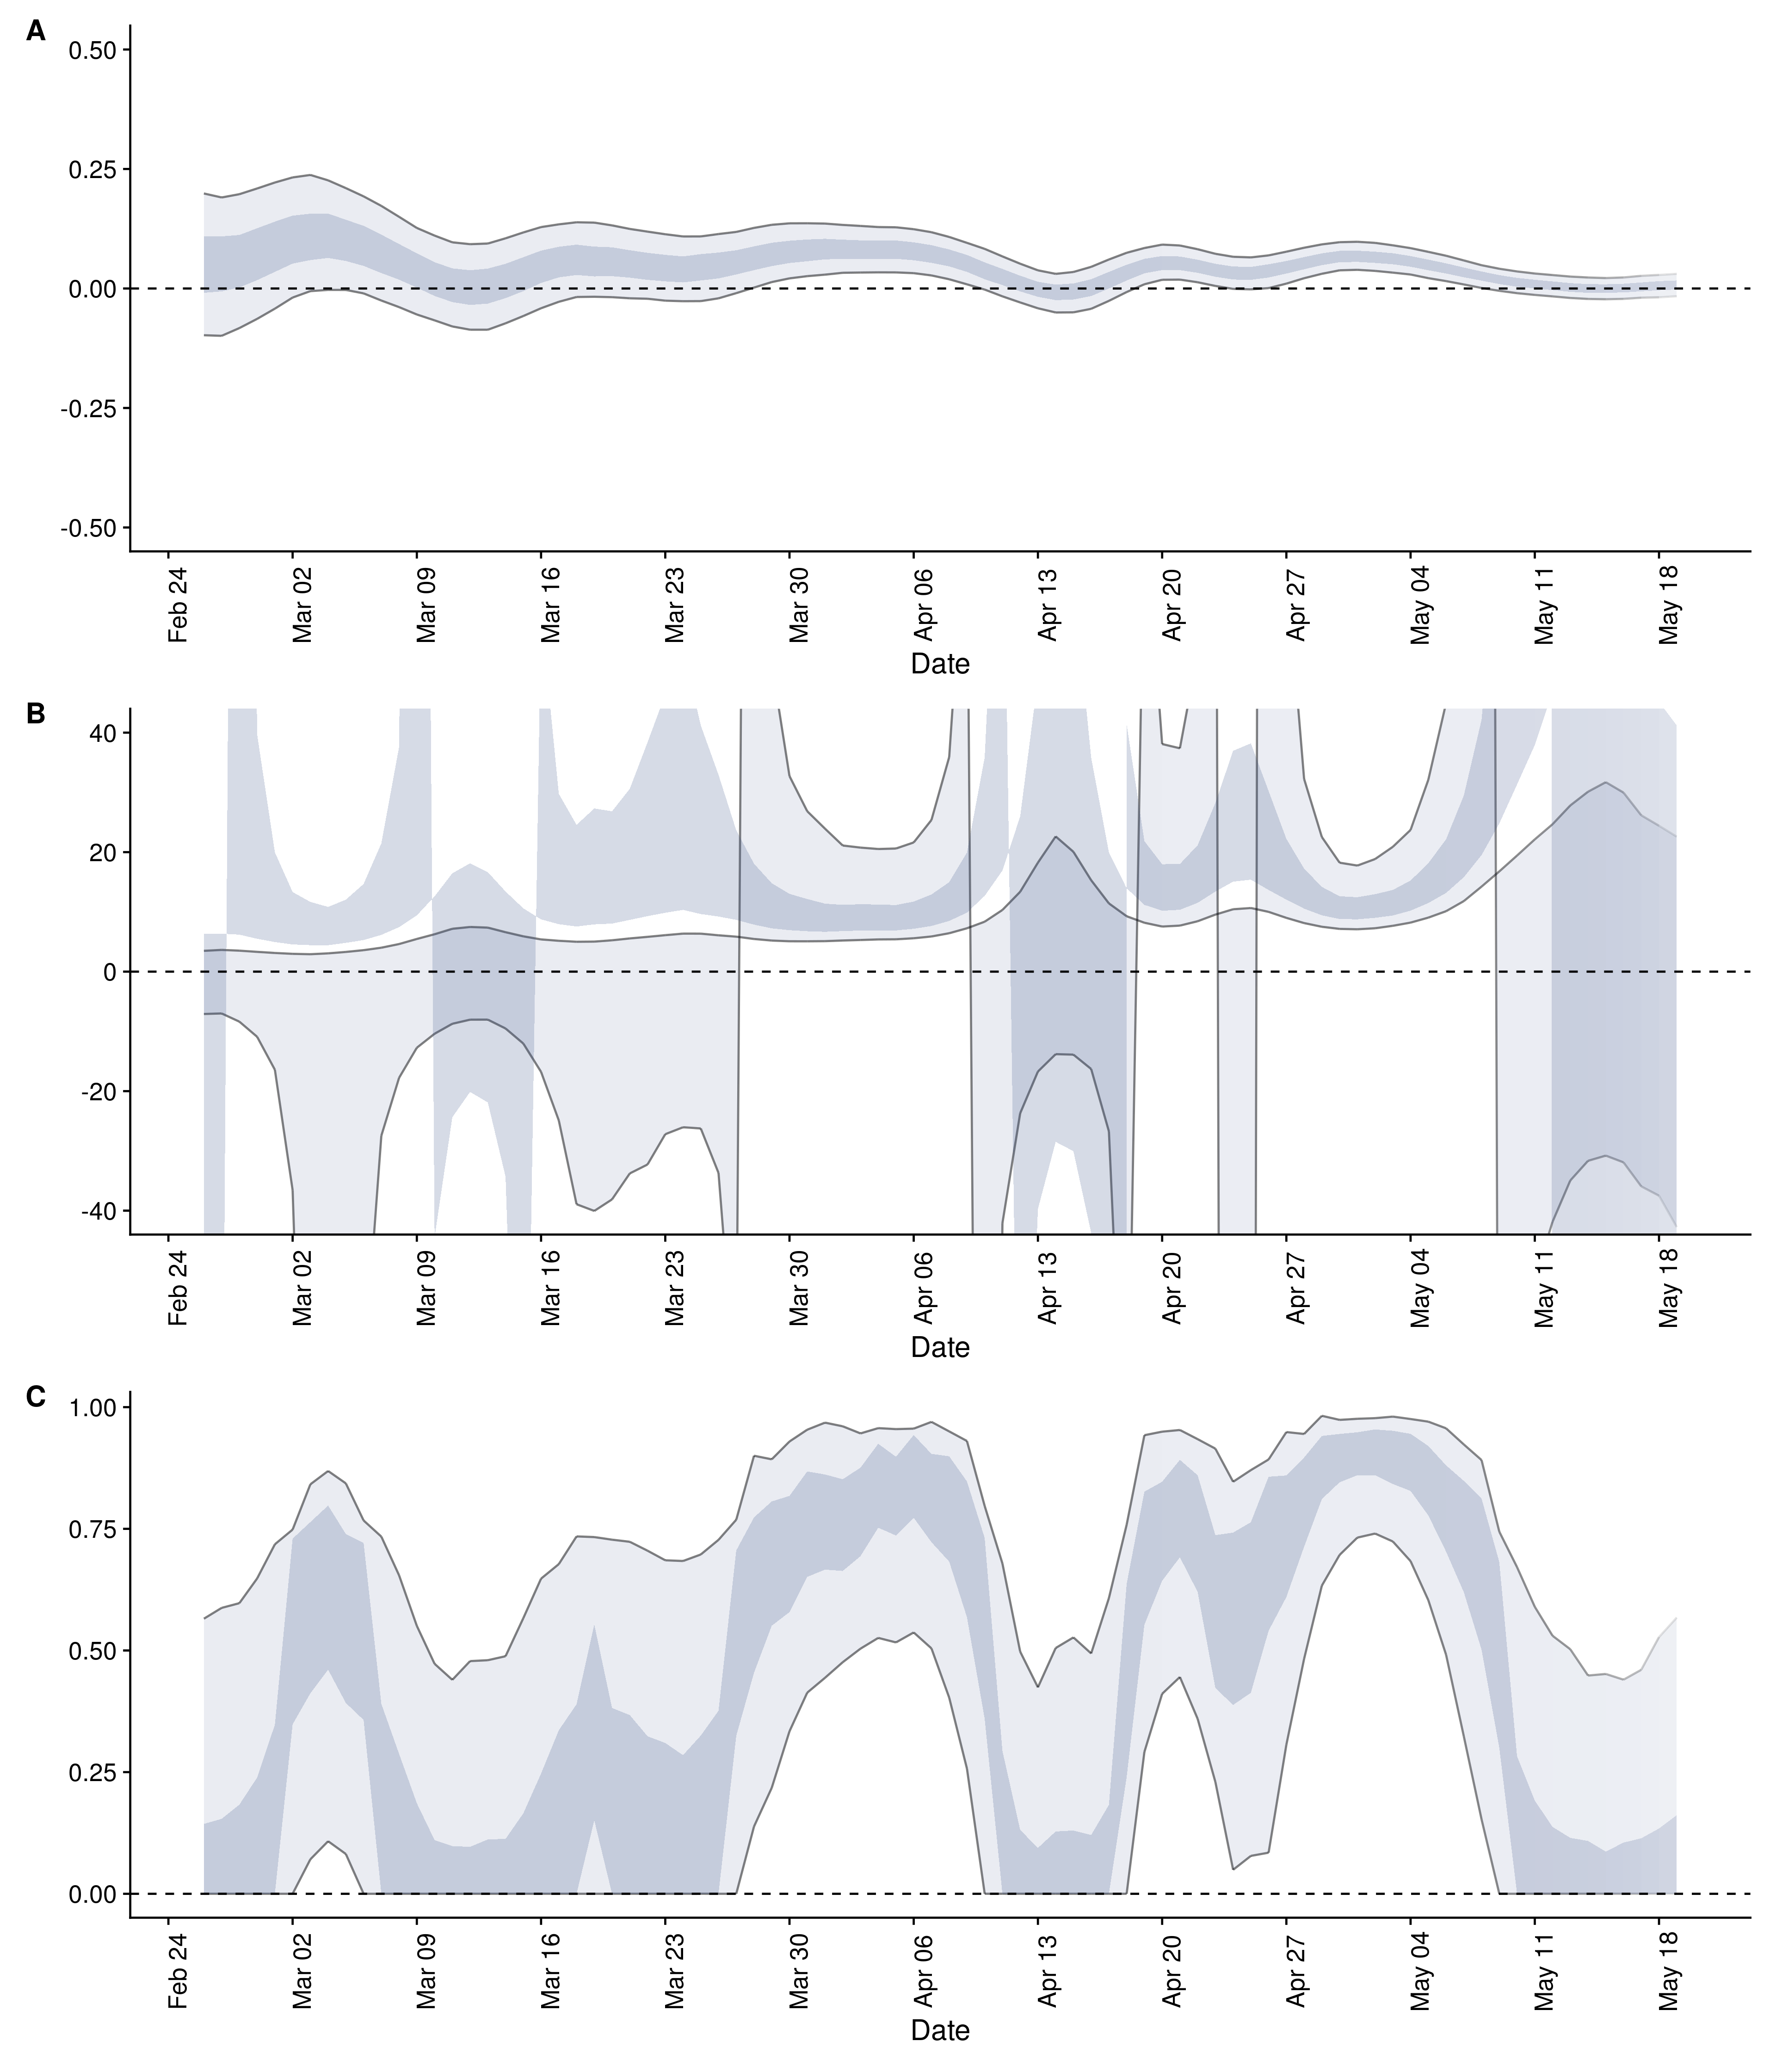 A
0.50
0.25
0.00
-0.25
-0.50
Feb 24
Mar 02
Mar 09
Mar 16
Mar 23
Mar 30
Apr 06
Apr 13
Apr 20
Apr 27
May 04
May 11
May 18
Date
B
40
20
0
-20
-40
Feb 24
Mar 02
Mar 09
Mar 16
Mar 23
Mar 30
Apr 06
Apr 13
Apr 20
Apr 27
May 04
May 11
May 18
Date
C
1.00
0.75
0.50
0.25
0.00
Feb 24
Mar 02
Mar 09
Mar 16
Mar 23
Mar 30
Apr 06
Apr 13
Apr 20
Apr 27
May 04
May 11
May 18
Date